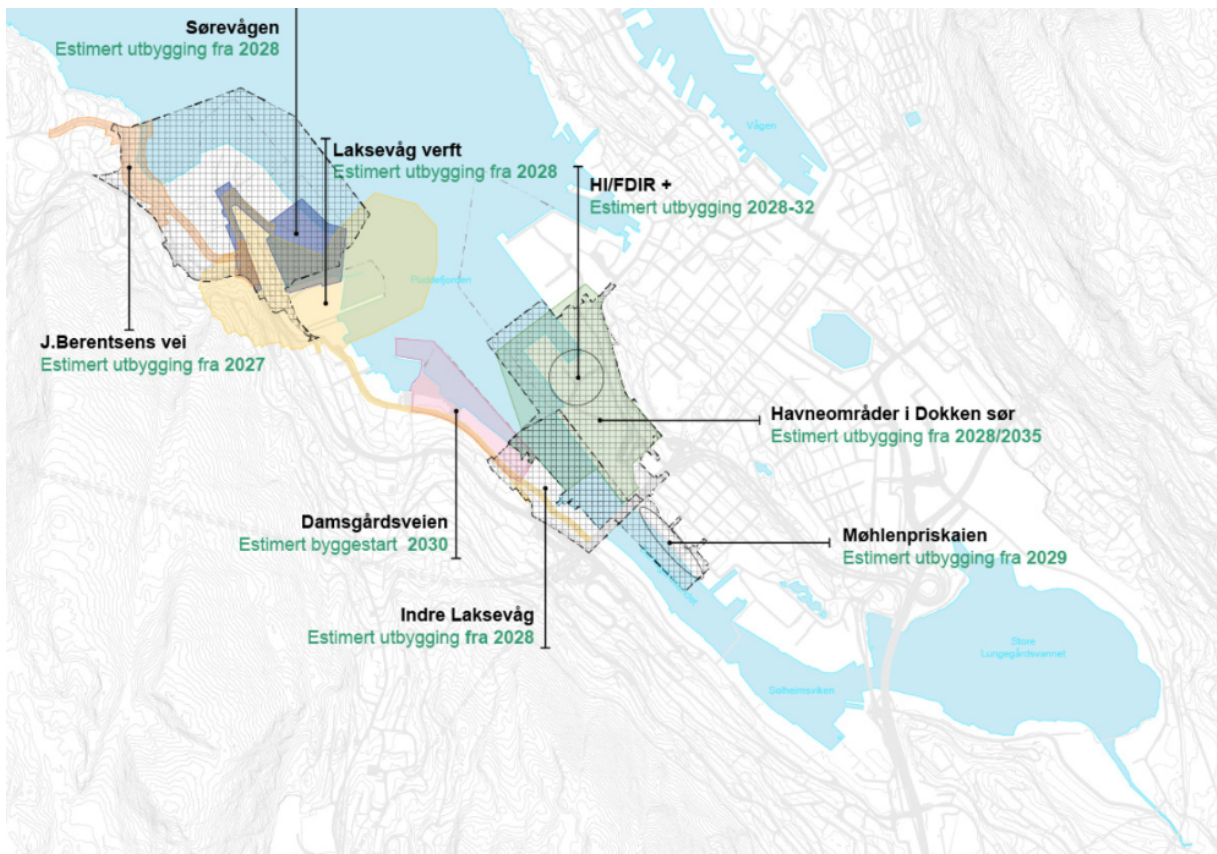 Sørevågen
Estimert utbygging fra 2028
Laksevåg verft
Estimert utbygging fra 2028
Vågen
HI/FDIR +
Estimert utbygging 2028-32
Puddefjorden
J.Berentsens vei
Estimert utbygging fra 2027
Havneområder i Dokken sør
Estimert utbygging fra 2028/2035
Damsgårdsveien
Estimert byggestart 2030
Møhlenpriskaien
Estimert utbygging fra 2029
Indre Laksevåg
Estimert utbygging fra 2028
Store
Lungegårdsvannet
Solheimsviken